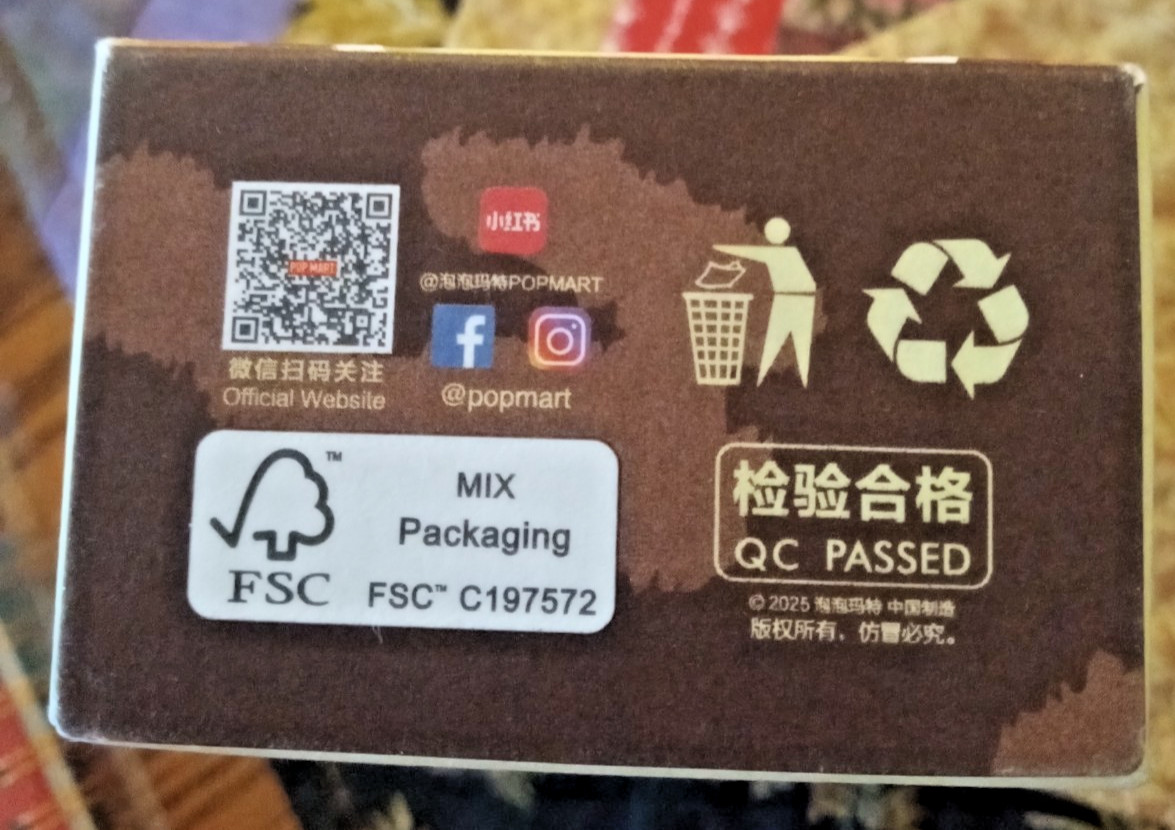 POP MART
微信扫码关注
Official Website
小红书
@泡泡玛特POPMART
f
@popmart
™
FSC
MIX
Packaging
FSC™ C197572
检验合格
QC PASSED
© 2025 泡泡玛特 中国制造
版权所有，仿冒必究。